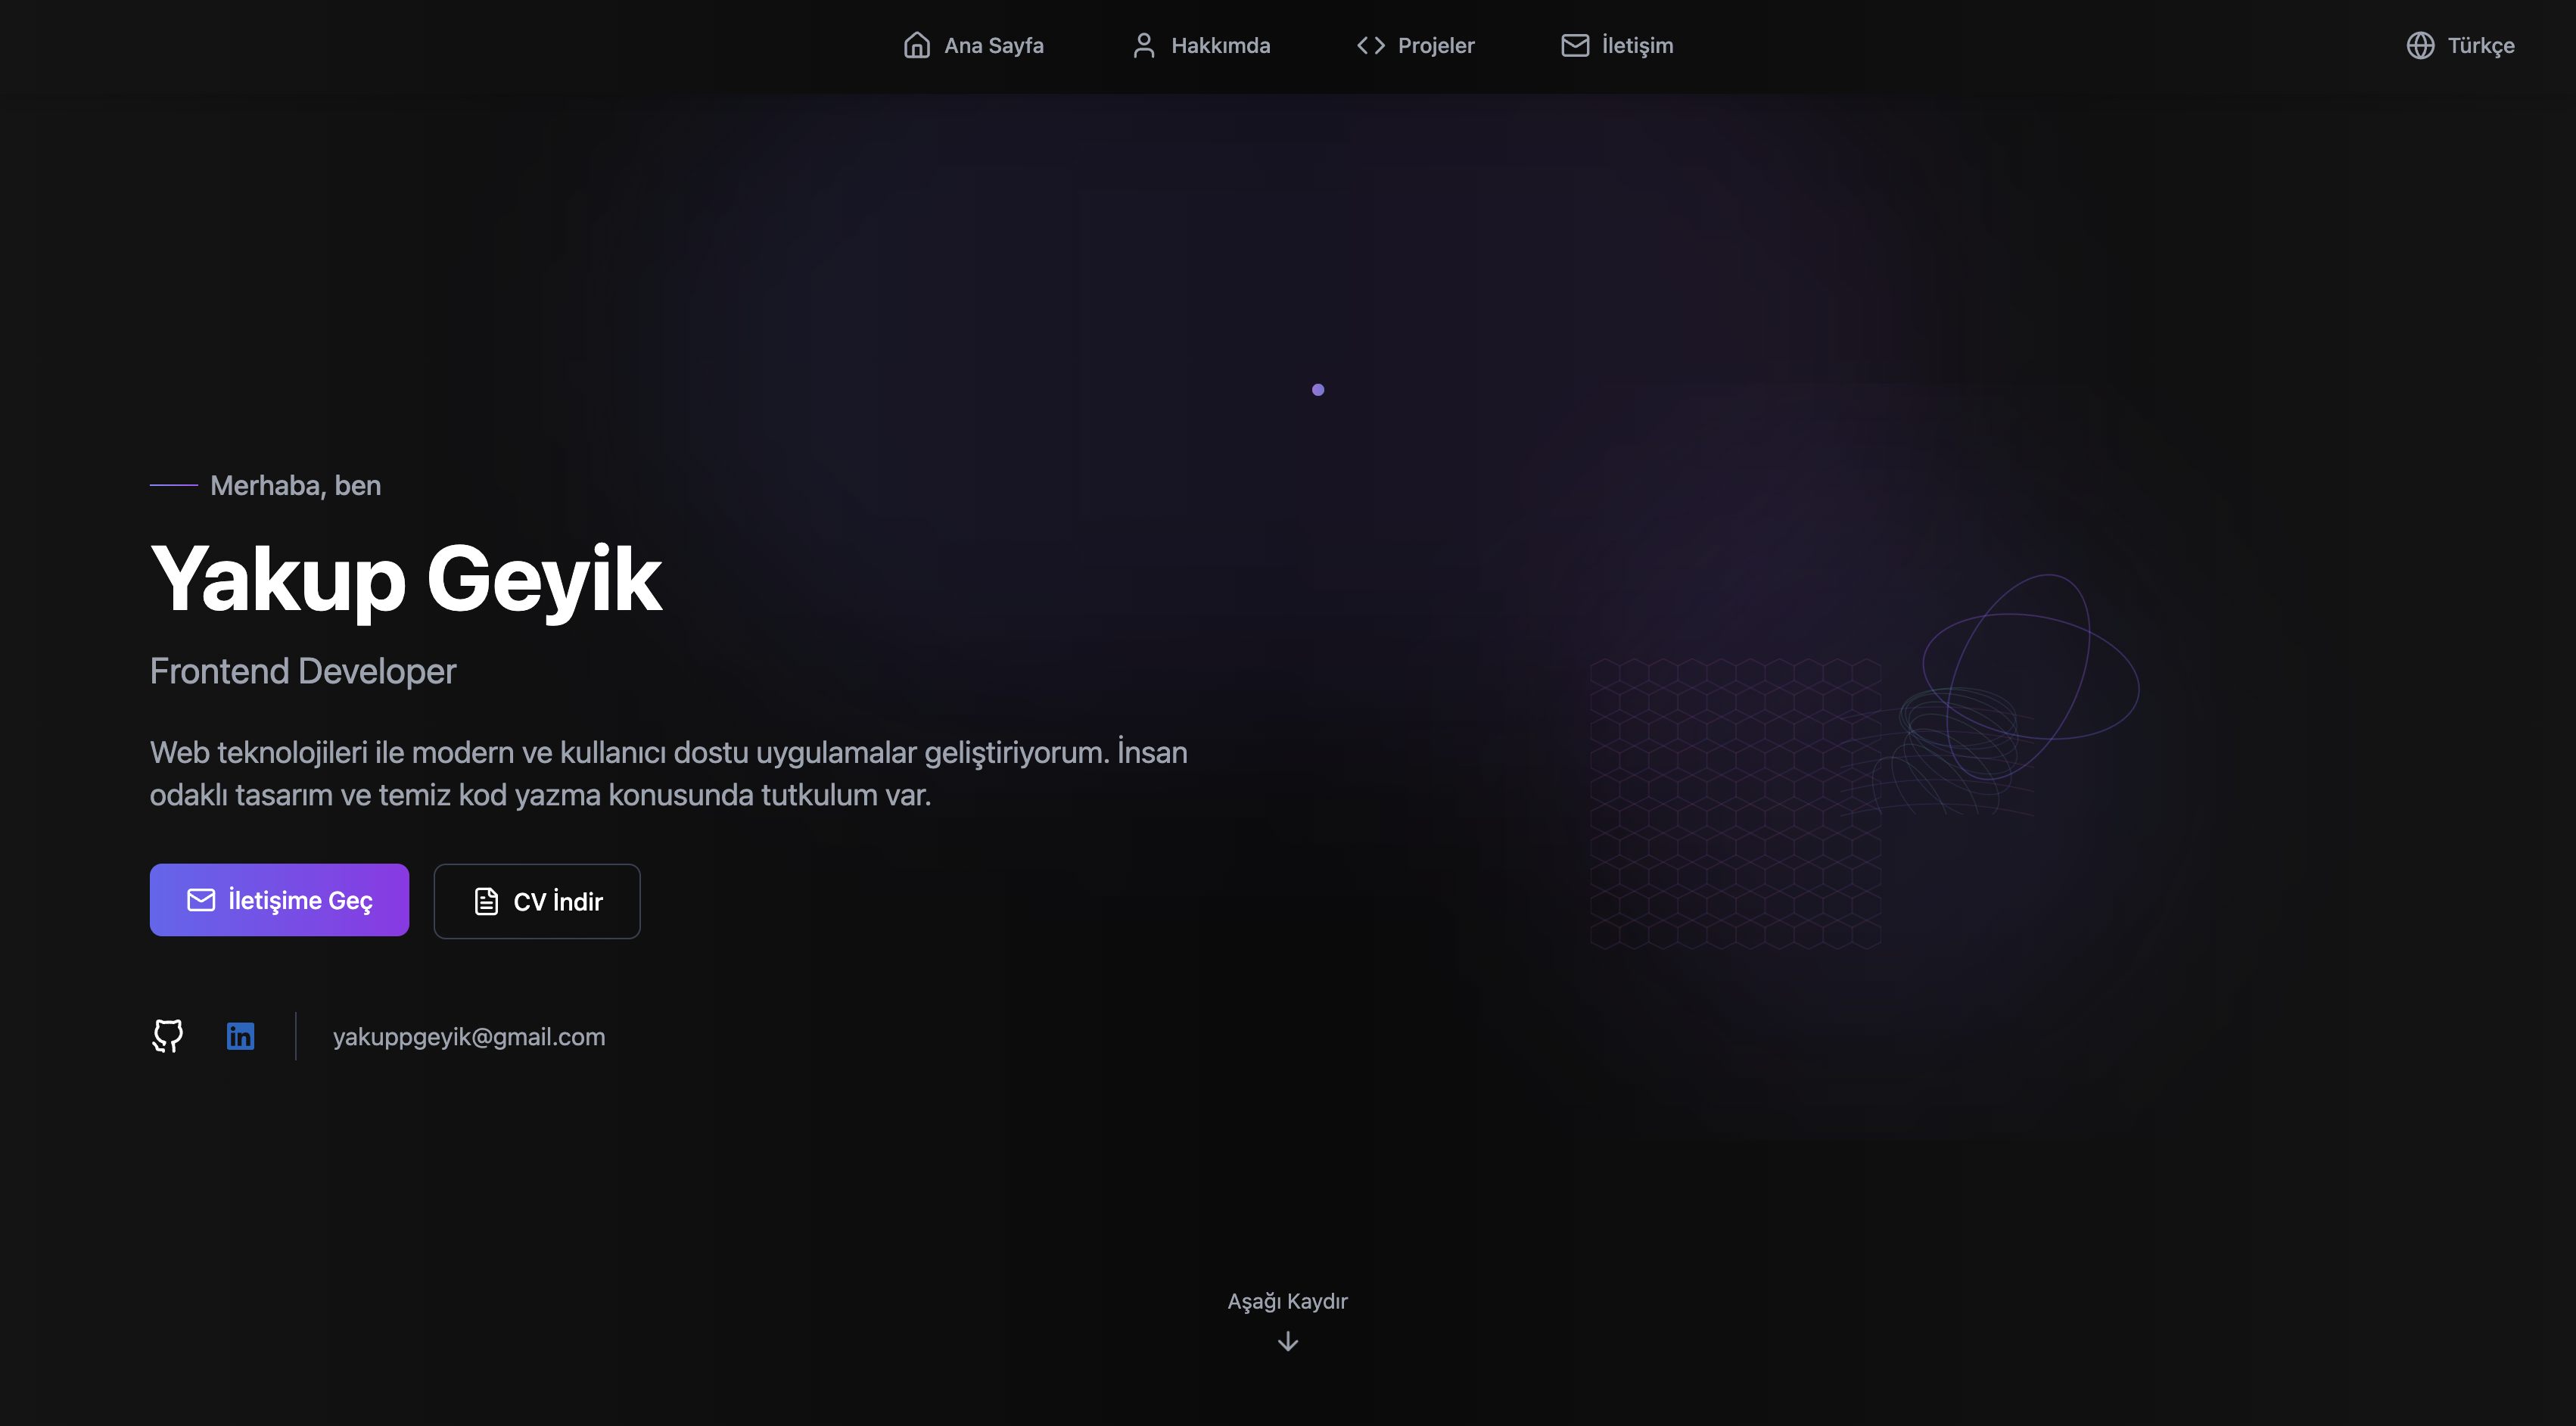 Ana Sayfa
Hakkımda
Projeler
İletişim
Türkçe
Merhaba, ben
Yakup Geyik
Frontend Developer
Web teknolojileri ile modern ve kullanıcı dostu uygulamalar geliştiriyorum. İnsan
odaklı tasarım ve temiz kod yazma konusunda tutkulum var.
İletişime Geç
CV İndir
in
yakuppgeyik@gmail.com
Aşağı Kaydır